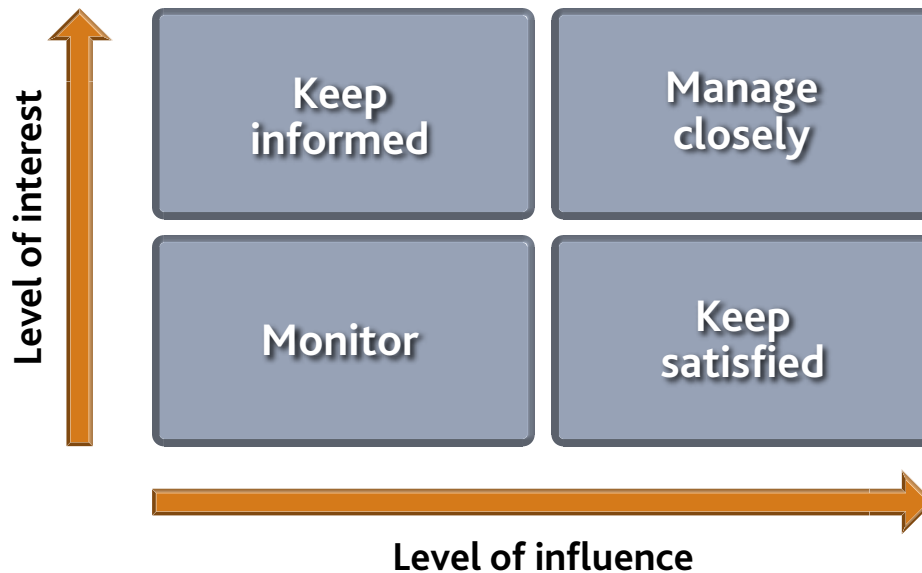 Level of interest
Keep
informed
Manage
closely
Monitor
Keep
satisfied
Level of influence